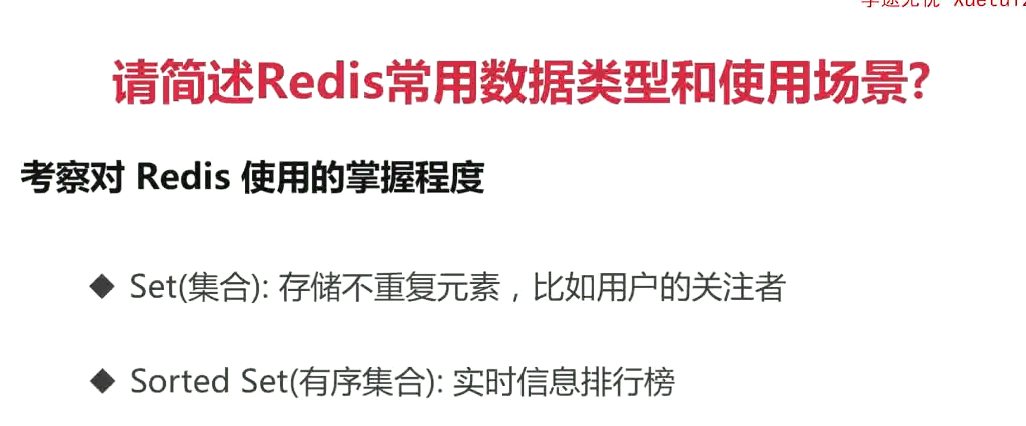 请简述Redis常用数据类型和使用场景?
考察对 Redis 使用的掌握程度
◆ Set(集合): 存储不重复元素，比如用户的关注者
◆ Sorted Set(有序集合): 实时信息排行榜